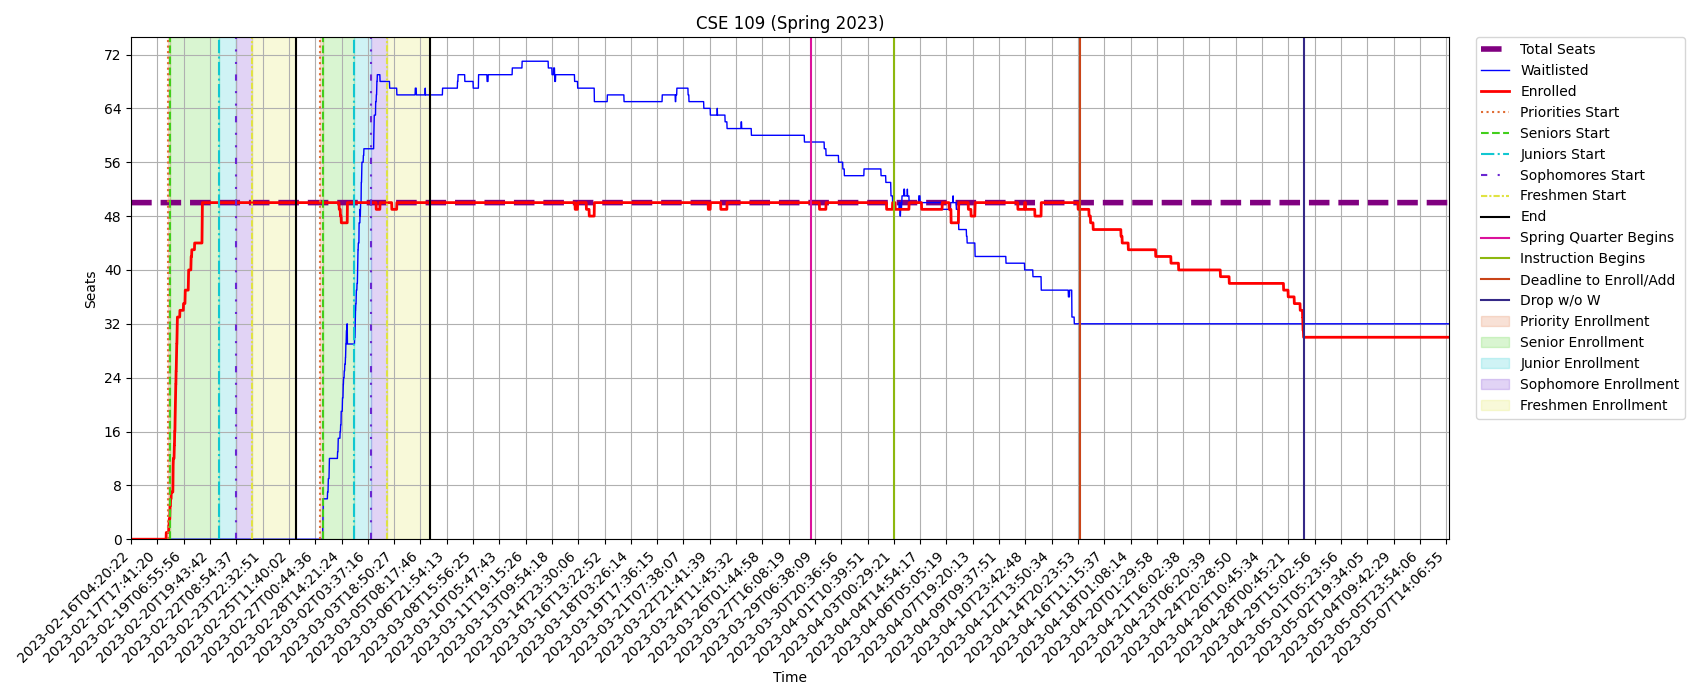 CSE 109 (Spring 2023)
Seats
72
64
56
48
40
32
24
16
8
0
2023-02-16T04:20:22
2023-02-17T17:41:20
2023-02-19T06:55:56
2023-02-20T19:43:42
2023-02-22T08:54:37
2023-02-23T22:32:51
2023-02-25T11:40:02
2023-02-27T00:44:36
2023-02-28T14:21:24
2023-03-02T03:37:16
2023-03-03T18:50:27
2023-03-05T08:17:46
2023-03-06T21:54:13
2023-03-08T15:56:25
2023-03-10T05:47:43
2023-03-11T19:15:26
2023-03-13T09:54:18
2023-03-14T23:30:06
2023-03-16T13:22:52
2023-03-18T03:26:14
2023-03-19T17:36:15
2023-03-21T07:38:07
2023-03-22T21:41:39
2023-03-24T11:45:32
2023-03-26T01:44:58
2023-03-27T16:08:19
2023-03-29T06:38:09
2023-03-30T20:36:56
2023-04-01T10:39:51
2023-04-03T00:29:21
2023-04-04T14:54:17
2023-04-06T05:05:19
2023-04-07T19:20:13
2023-04-09T09:37:51
2023-04-10T23:42:48
2023-04-12T13:50:34
2023-04-14T04:20:23:53
2023-04-16T11:15:37
2023-04-18T01:08:14
2023-04-20T01:29:58
2023-04-21T16:02:38
2023-04-23T06:20:39
2023-04-24T20:28:50
2023-04-26T10:45:34
2023-04-28T00:45:21
2023-04-29T15:02:56
2023-05-01T05:23:56
2023-05-02T19:34:05
2023-05-04T09:42:29
2023-05-05T23:54:06
2023-05-07T14:06:55
Time
Total Seats
Waitlisted
Enrolled
Priorities Start
Seniors Start
Juniors Start
Sophomores Start
Freshmen Start
End
Spring Quarter Begins
Instruction Begins
Deadline to Enroll/Add
Drop w/o W
Priority Enrollment
Senior Enrollment
Junior Enrollment
Sophomore Enrollment
Freshmen Enrollment